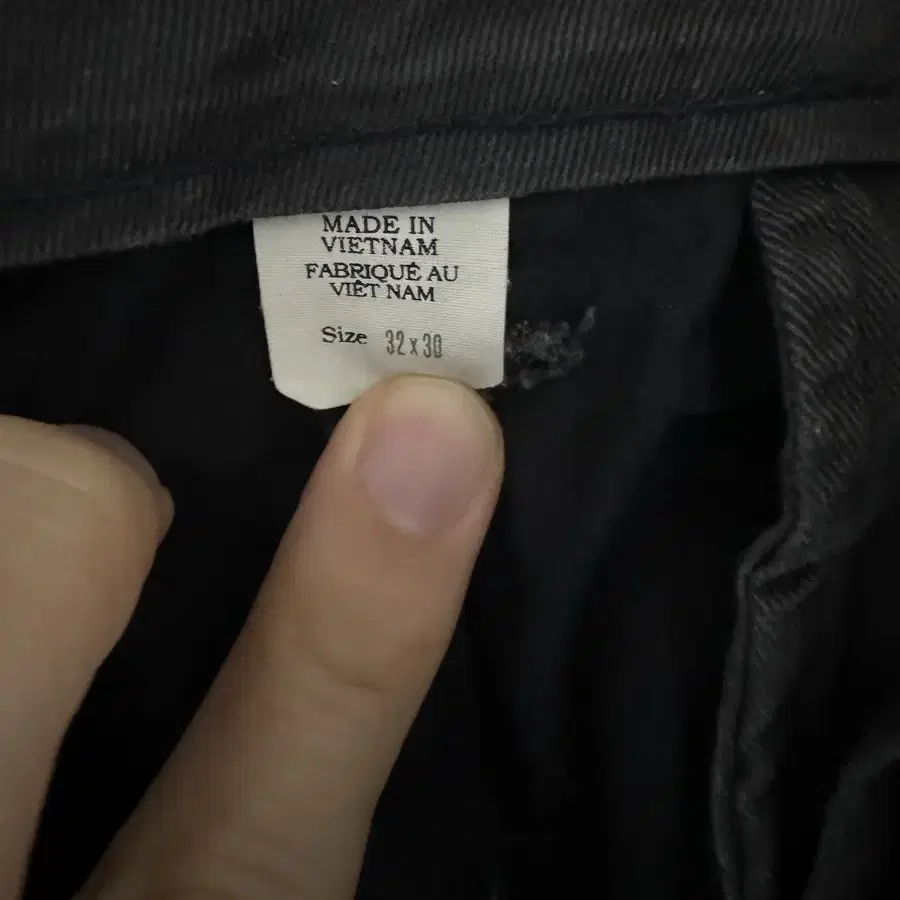 MADE IN
VIETNAM
FABRIQUÉ AU
VIÊT NAM
Size 32 x 30